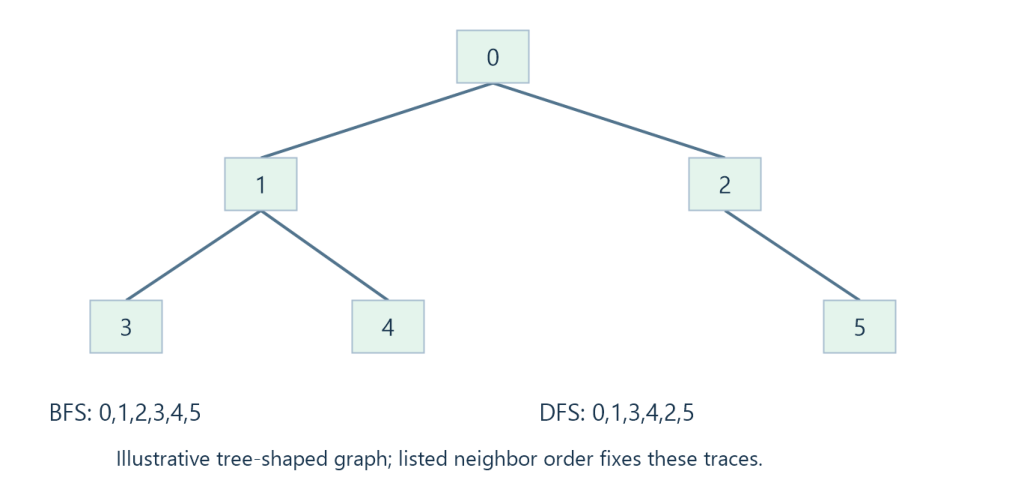 0
1
2
3
4
5
BFS: 0,1,2,3,4,5
DFS: 0,1,3,4,2,5
Illustrative tree-shaped graph; listed neighbor order fixes these traces.